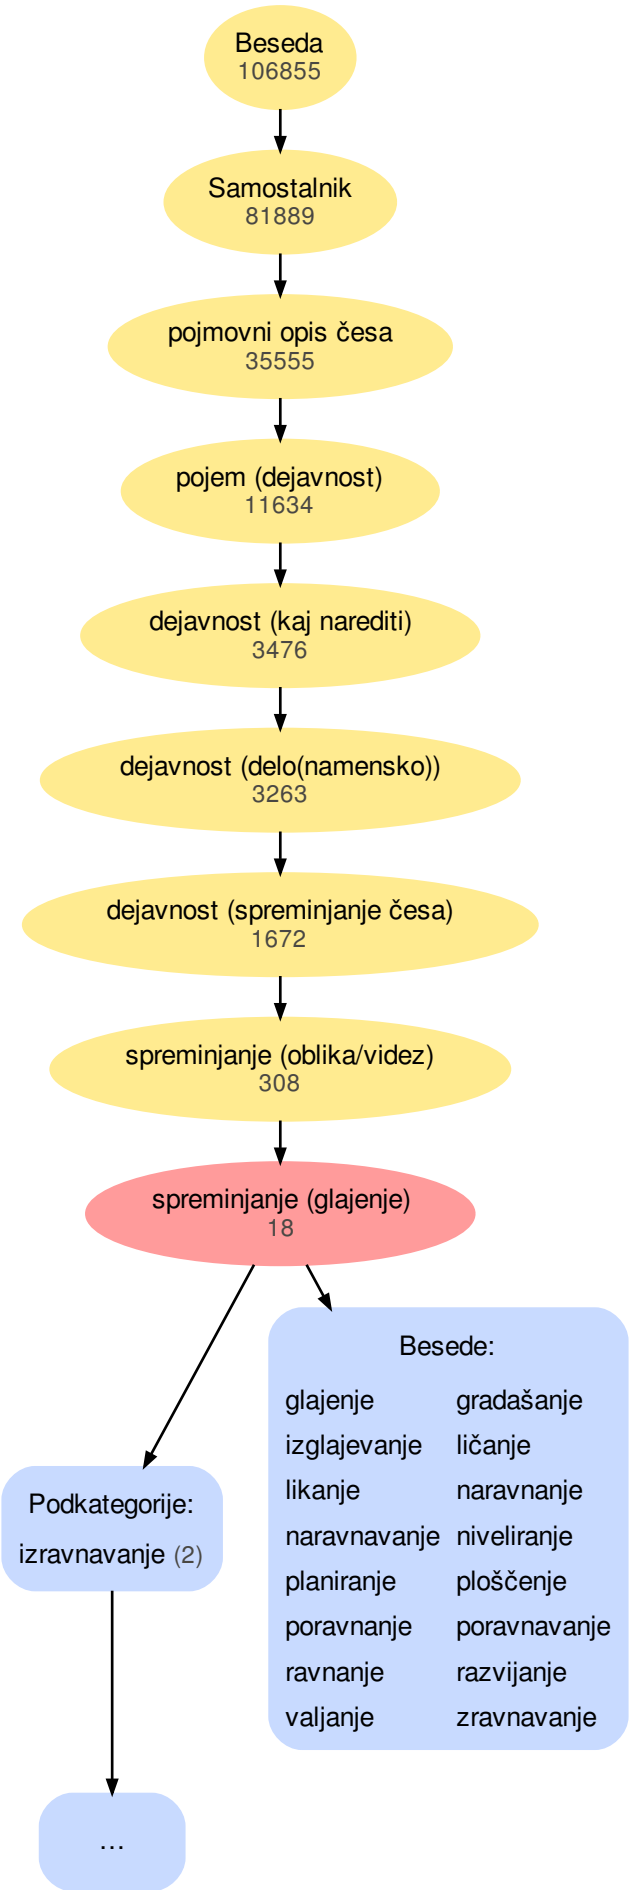 Beseda
106855
Samostalnik
81889
pojmovni opis česa
35555
pojem (dejavnost)
11634
dejavnost (kaj narediti)
3476
dejavnost (delo(namensko))
3263
dejavnost (spreminjanje česa)
1672
spreminjanje (oblika/videz)
308
spreminjanje (glajenje)
18
Besede:
glajenje gradašanje
izglajevanje ličanje
likanje naravnanje
naravnavanje niveliranje
planiranje ploščenje
poravnanje poravnavanje
ravnanje razvijanje
valjanje zravnavanje
Podkategorije:
izravnavanje (2)
...